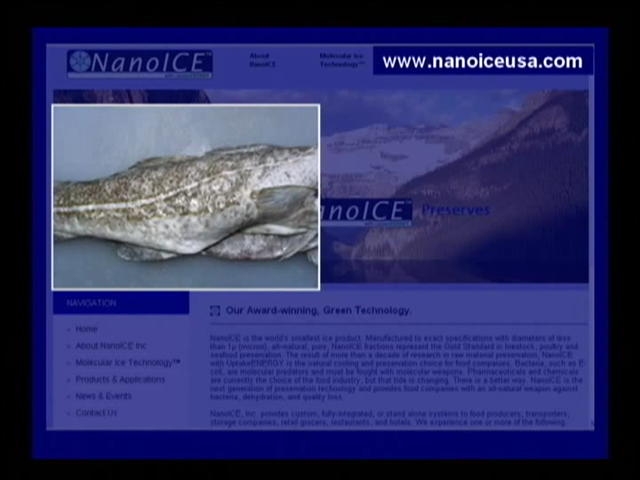 NanoICE™
About
NanoICE
Molecular Ice
Technology™
www.nanoiceusa.com
NanoICE Preserves
NAVIGATION
Home
About NanoICE Inc
Molecular Ice Technology™
Products & Applications
News & Events
Contact Us
Our Award-winning, Green Technology.
NanoICE is the world's smallest ice product. Manufactured to exact specifications with diameters of less
than 1µ (micron), all-natural, pure, NanoICE fractions represent the Gold Standard in livestock, poultry and
seafood preservation. The result of more than a decade of research in raw material preservation, NanoICE
with UptakeENERGY is the natural cooling and preservation choice for food companies. Bacteria, such as E-
coli, are molecular predators and must be fought with molecular weapons. Pharmaceuticals and chemicals
are currently the choice of the food industry, but that tide is changing. There is a better way. NanoICE is the
next generation of preservation technology and provides food companies with an all-natural weapon against
bacteria, dehydration, and quality loss.
NanoICE, Inc. provides custom, fully-integrated, or stand alone systems to food producers, transporters,
storage companies, retail grocers, restaurants, and hotels. We experience one or more of the following